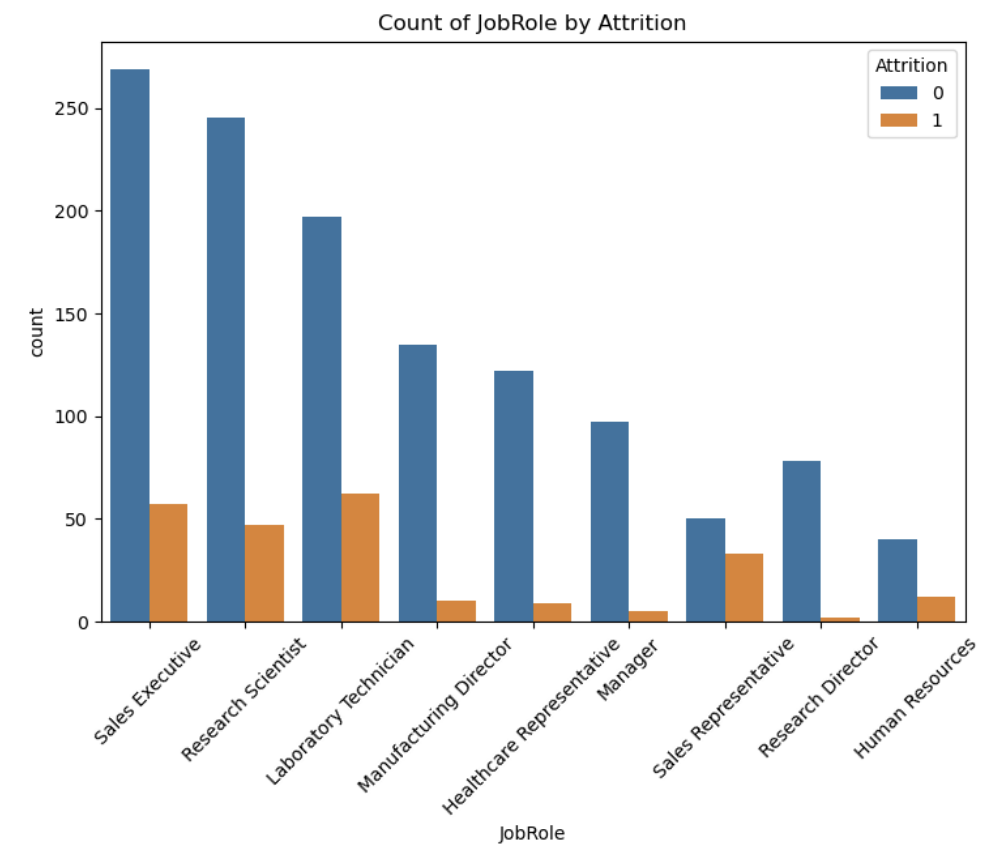 Count of JobRole by Attrition
Attrition
0
1
250
200
150
100
50
0
count
Sales Executive
Research Scientist
Laboratory Technician
Manufacturing Director
Healthcare Representative
Manager
Sales Representative
Research Director
Human Resources
JobRole